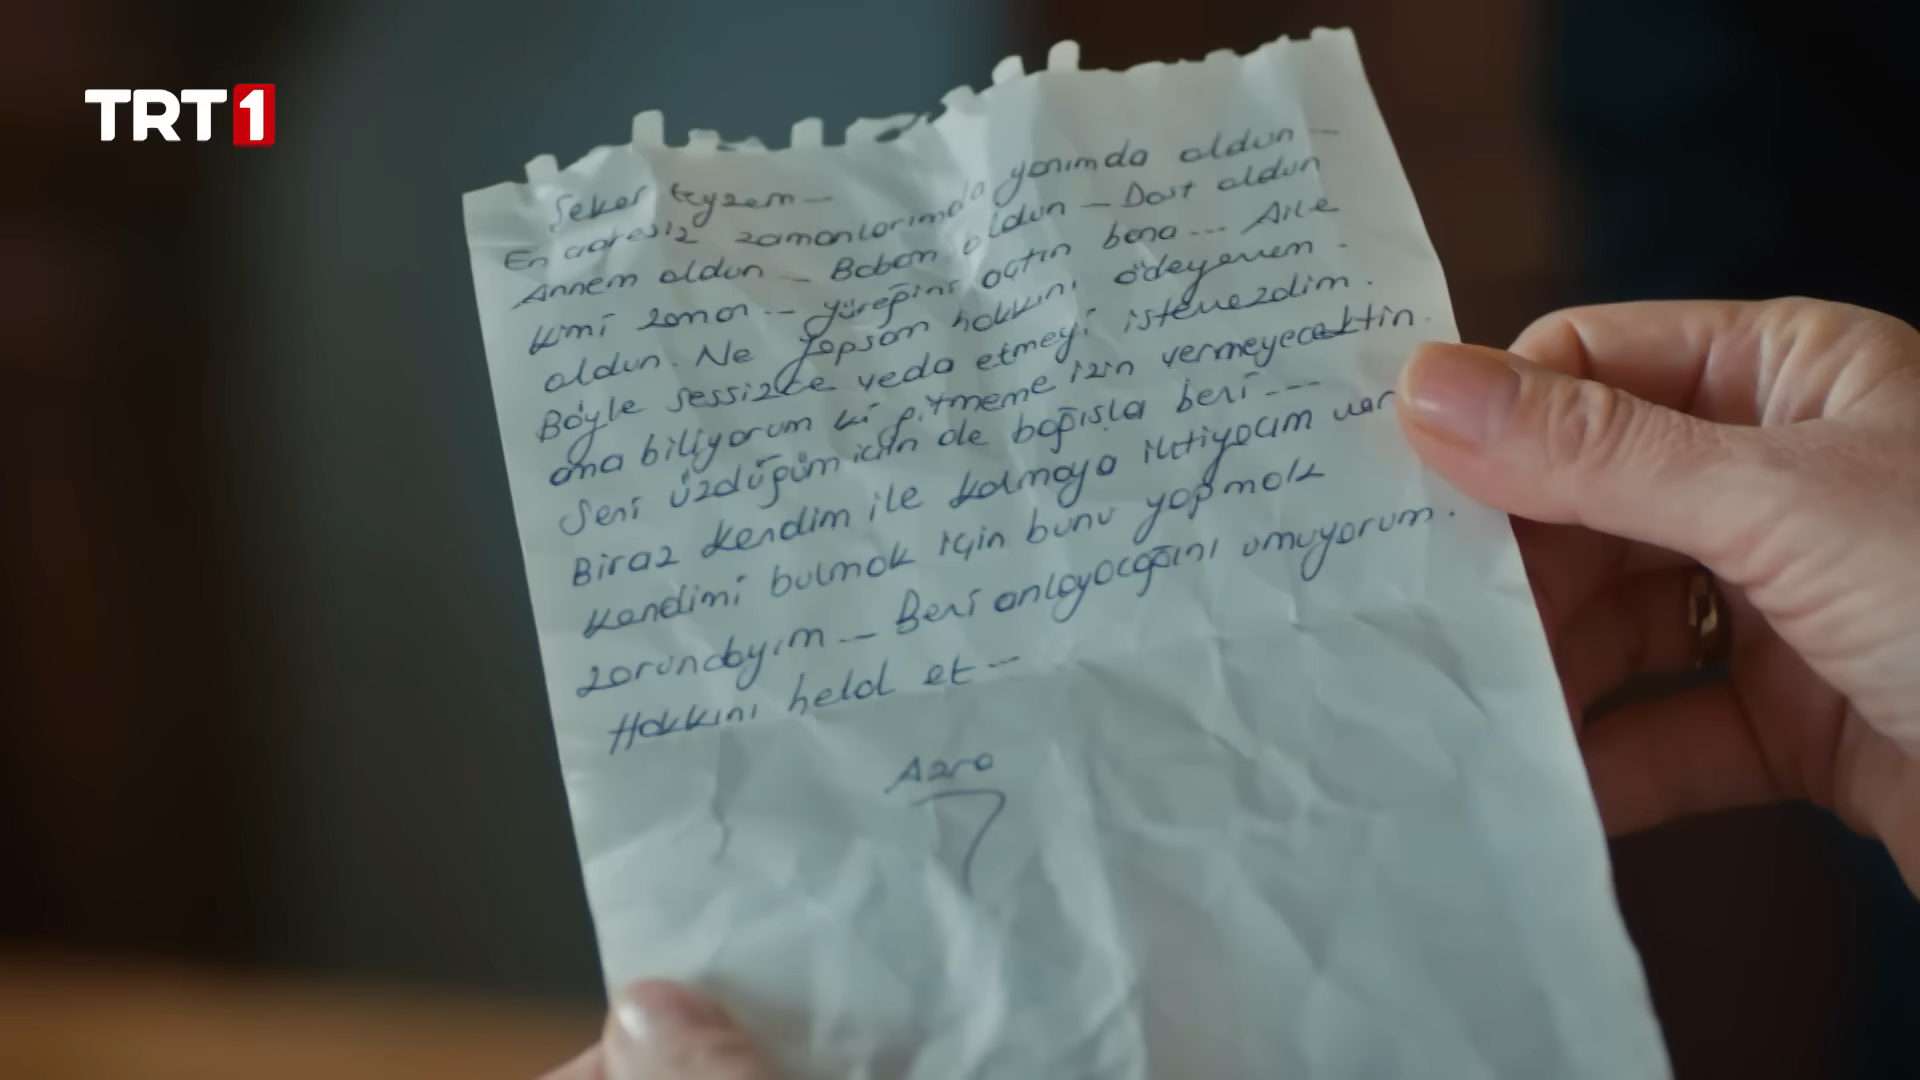 TRT 1
Şeker teyzem -
En çaresiz zamanlarımda yanımda oldun -
Annem oldun - Babam oldun - Dost oldun
kimi zaman -- yüreğini açtın bana... Aile
oldun. Ne yapsam hakkını ödeyemem.
Böyle sessizce veda etmeyi istemezdim.
ama biliyorum ki gitmeme izin vermeyecektin.
Seni üzdüğüm için de bağışla beni ---
Biraz kendim ile kalmaya ihtiyacım var
kendimi bulmak için bunu yapmak
zorundayım -- Beni anlayacağını umuyorum.
Hakkını helal et --
Azra